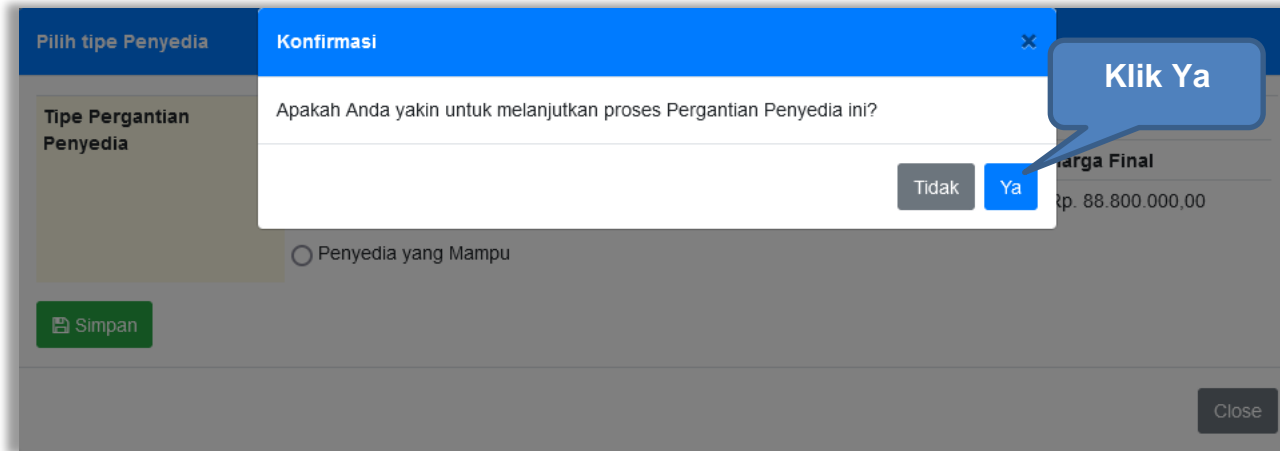 Pilih tipe Penyedia
Konfirmasi
×
Klik Ya
Apakah Anda yakin untuk melanjutkan proses Pergantian Penyedia ini?
Tipe Pergantian
Penyedia
Tidak
Ya
Final
Rp. 88.800.000,00
Penyedia yang Mampu
Simpan
Close